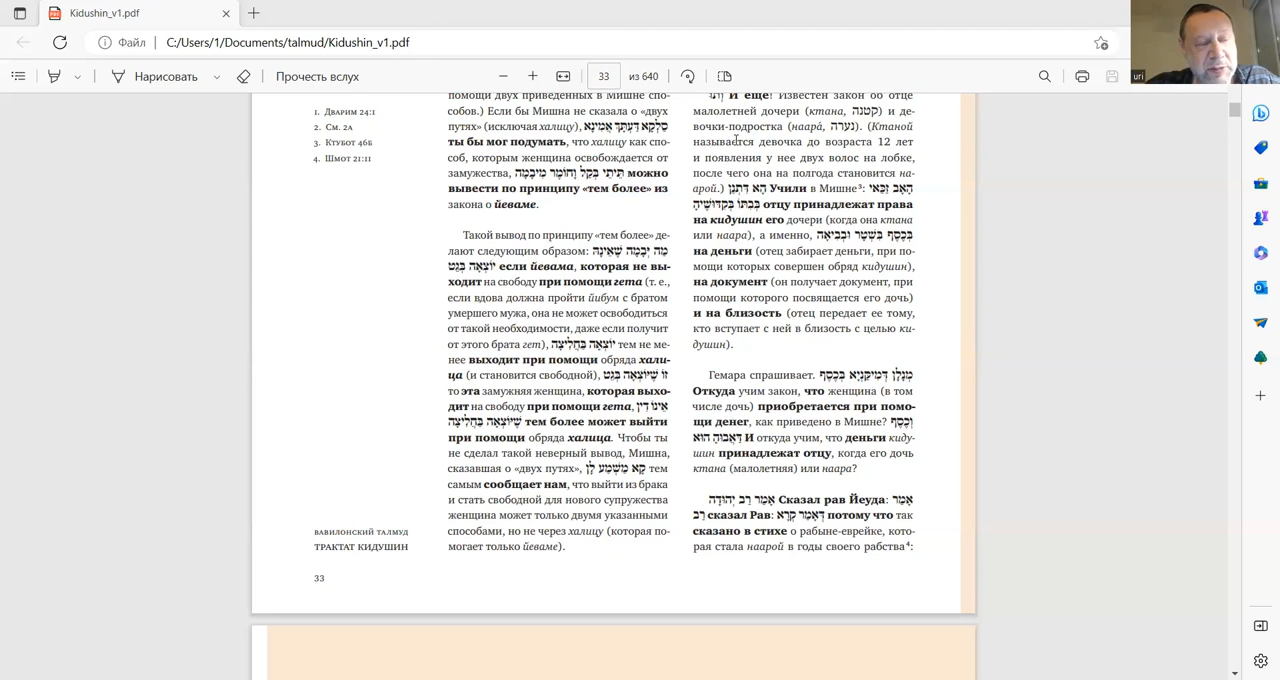 Kidushin_v1.pdf
Файл
C:/Users/1/Documents/talmud/Kidushin_v1.pdf
Нарисовать
Прочесть вслух
33
из 640
uri
1. Дварим 24:1
2. См. 2а
3. Ктубот 46б
4. Шмот 21:11
помощи двух приведенных в Мишне спо-
собов.) Если бы Мишна не сказала о «двух
путях» (исключая халицу), סַלְקָא דַעְתָּךְ אֲמִינָא
ты бы мог подумать, что халицу как спо-
соб, которым женщина освобождается от
замужества, תֵּיתֵי בְּקַל וָחוֹמֶר מִיבָמָה можно
вывести по принципу «тем более» из
закона о йеваме.
Такой вывод по принципу «тем более» де-
лают следующим образом: מַה יְּבָמָה שֶׁאֵינָהּ
יוֹצְאָה בְּגֵט если йевама, которая не вы-
ходит на свободу при помощи гета (т. е.,
если вдова должна пройти йибум с братом
умершего мужа, она не может освободиться
от такой необходимости, даже если получит
от этого брата гет), יוֹצְאָה בַּחֲלִיצָה тем не ме-
нее выходит при помощи обряда хали-
ца (и становится свободной), זוֹ שֶׁיּוֹצְאָה בְּגֵט
то эта замужняя женщина, которая выхо-
дит на свободу при помощи гета, אֵינוֹ דִין
שֶׁיּוֹצְאָה בַּחֲלִיצָה тем более может выйти
при помощи обряда халица. Чтобы ты
не сделал такой неверный вывод, Мишна,
сказавшая о «двух путях», קָא מַשְׁמַע לָן тем
самым сообщает нам, что выйти из брака
и стать свободной для нового супружества
женщина может только двумя указанными
способами, но не через халицу (которая по-
могает только йеваме).
וְתוּ И еще! Известен закон об отце
малолетней дочери (ктана, קטנה) и де-
вочки-подростка (наара́, נערה). (Ктаной
называется девочка до возраста 12 лет
и появления у нее двух волос на лобке,
после чего она на полгода становится на-
арой.) הָא דִּתְנַן Учили в Мишне³: הָאָב זַכַּאי
בְּבִתּוֹ בְּקִדּוּשֶׁיהָ отцу принадлежат права
на кидушин его дочери (когда она ктана
или наара), а именно, בְּכֶסֶף בִּשְׁטָר וּבְבִיאָה
на деньги (отец забирает деньги, при по-
мощи которых совершен обряд кидушин),
на документ (он получает документ, при
помощи которого посвящается его дочь)
и на близость (отец передает ее тому,
кто вступает с ней в близость с целью ки-
душин).
Гемара спрашивает. מְנָלָן דְּמִיקַּנְיָא בְּכֶסֶף
Откуда учим закон, что женщина (в том
числе дочь) приобретается при помо-
щи денег, как приведено в Мишне? וְכֶסֶף
דַּאֲבוּהָ הוּא И откуда учим, что деньги киду-
шин принадлежат отцу, когда его дочь
ктана (малолетняя) или наара?
אָמַר רַב יְהוּדָה Сказал рав Йеуда: אָמַר
רַב сказал Рав: דְּאָמַר קְרָא потому что так
сказано в стихе о рабыне-еврейке, кото-
рая стала наарой в годы своего рабства⁴:
ВАВИЛОНСКИЙ ТАЛМУД
ТРАКТАТ КИДУШИН
33